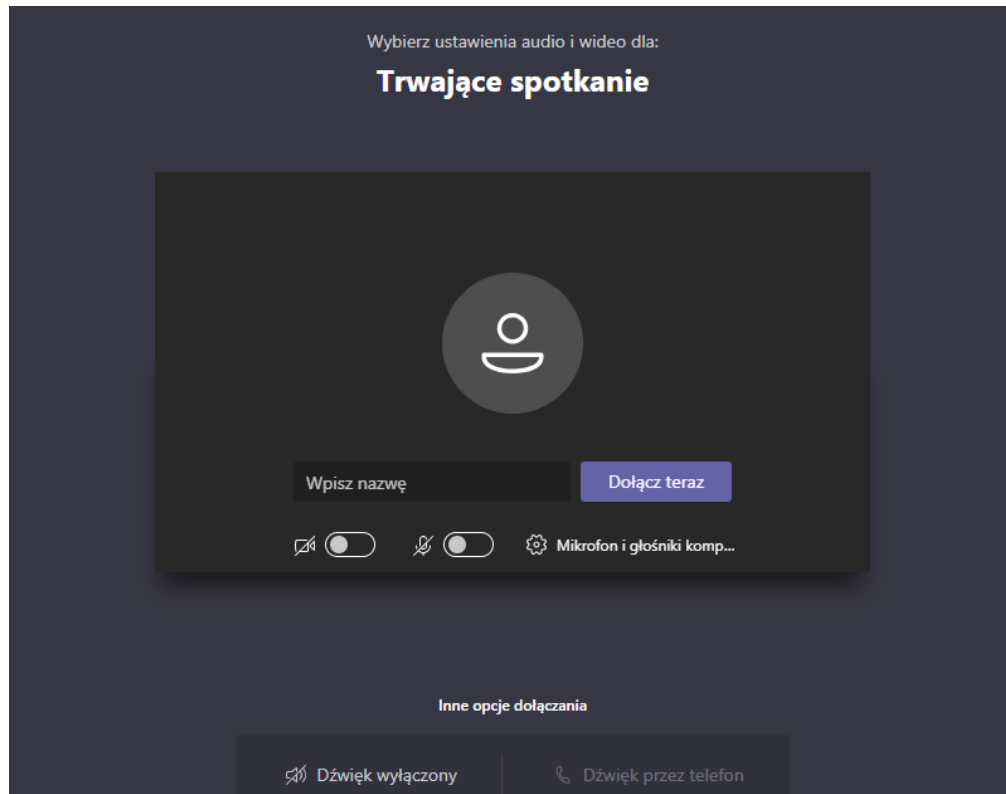 Wybierz ustawienia audio i wideo dla:
Trwające spotkanie
Wpisz nazwę
Dołącz teraz
Mikrofon i głośniki komp...
Inne opcje dołączania
Dźwięk wyłączony
Dźwięk przez telefon